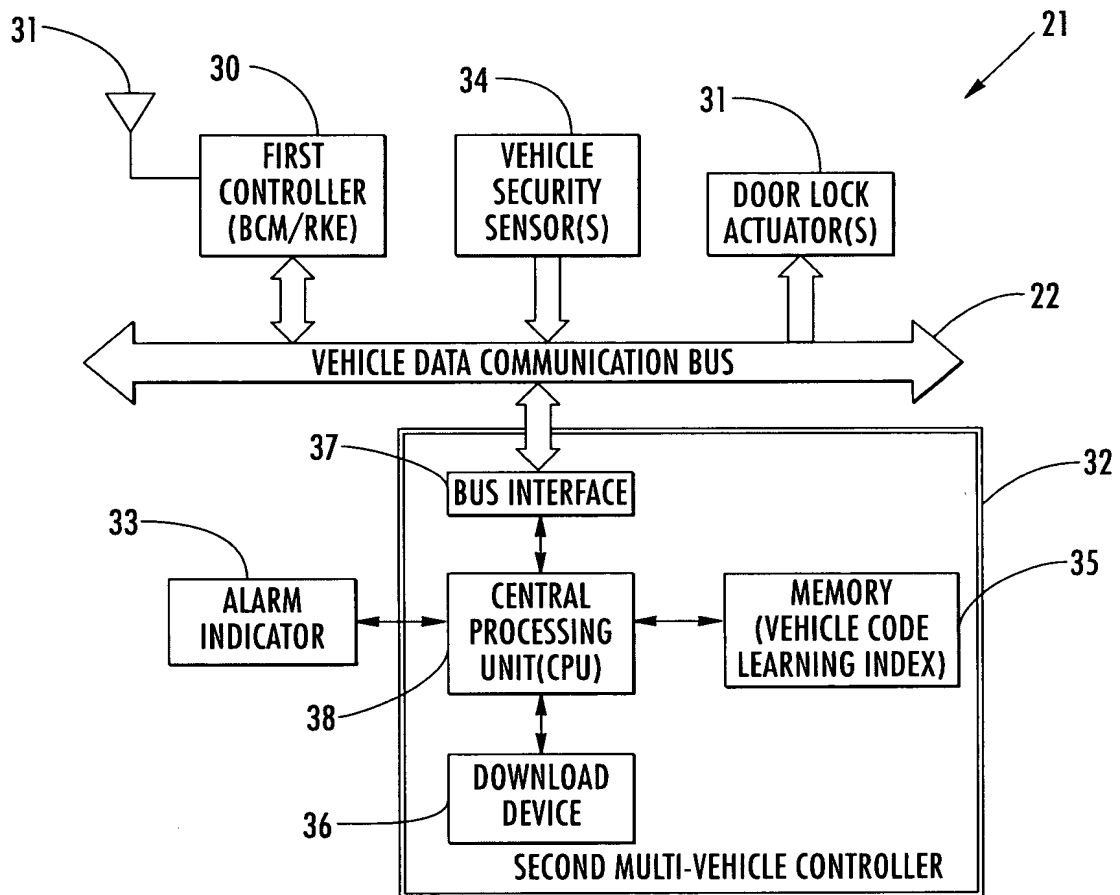 31
30
34
31
21
FIRST
CONTROLLER
(BCM/RKE)
VEHICLE
SECURITY
SENSOR(S)
DOOR LOCK
ACTUATOR(S)
22
VEHICLE DATA COMMUNICATION BUS
37
BUS INTERFACE
32
33
ALARM
INDICATOR
CENTRAL
PROCESSING
UNIT(CPU)
38
MEMORY
(VEHICLE CODE
LEARNING INDEX)
35
DOWNLOAD
DEVICE
36
SECOND MULTI-VEHICLE CONTROLLER